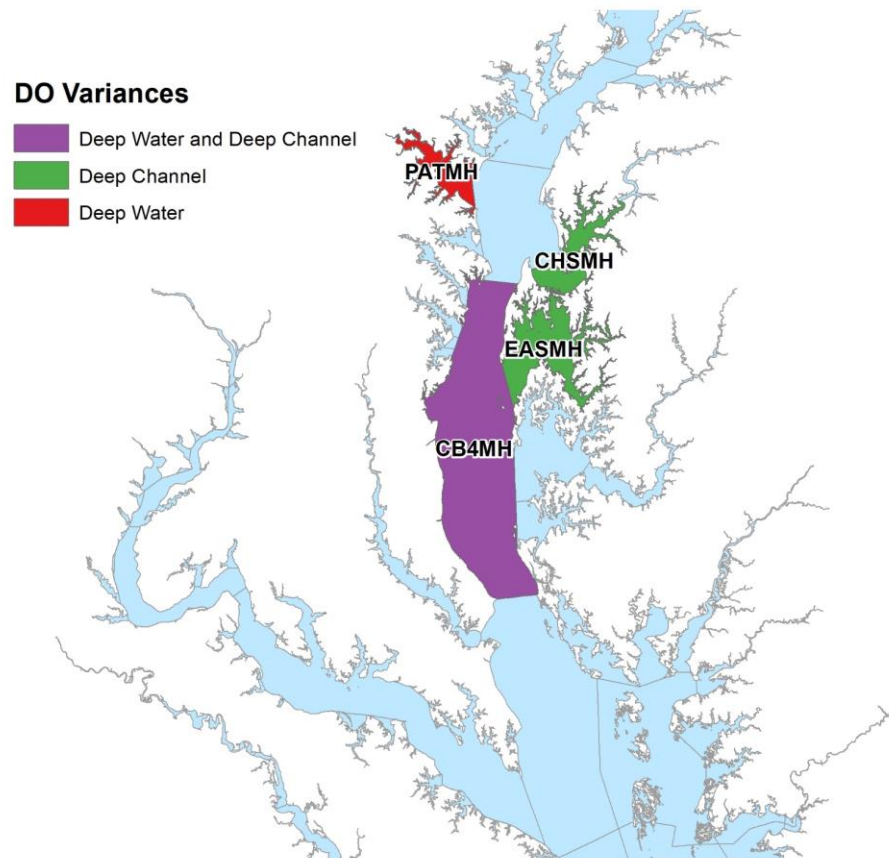 DO Variances
Deep Water and Deep Channel
Deep Channel
Deep Water
PATMH
CHSMH
EASMH
CB4MH